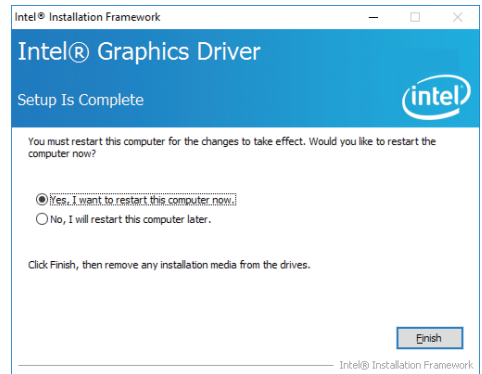 Intel® Installation Framework
Intel® Graphics Driver
Setup Is Complete
intel
You must restart this computer for the changes to take effect. Would you like to restart the
computer now?
Yes, I want to restart this computer now.
No, I will restart this computer later.
Click Finish, then remove any installation media from the drives.
Finish
Intel® Installation Framework